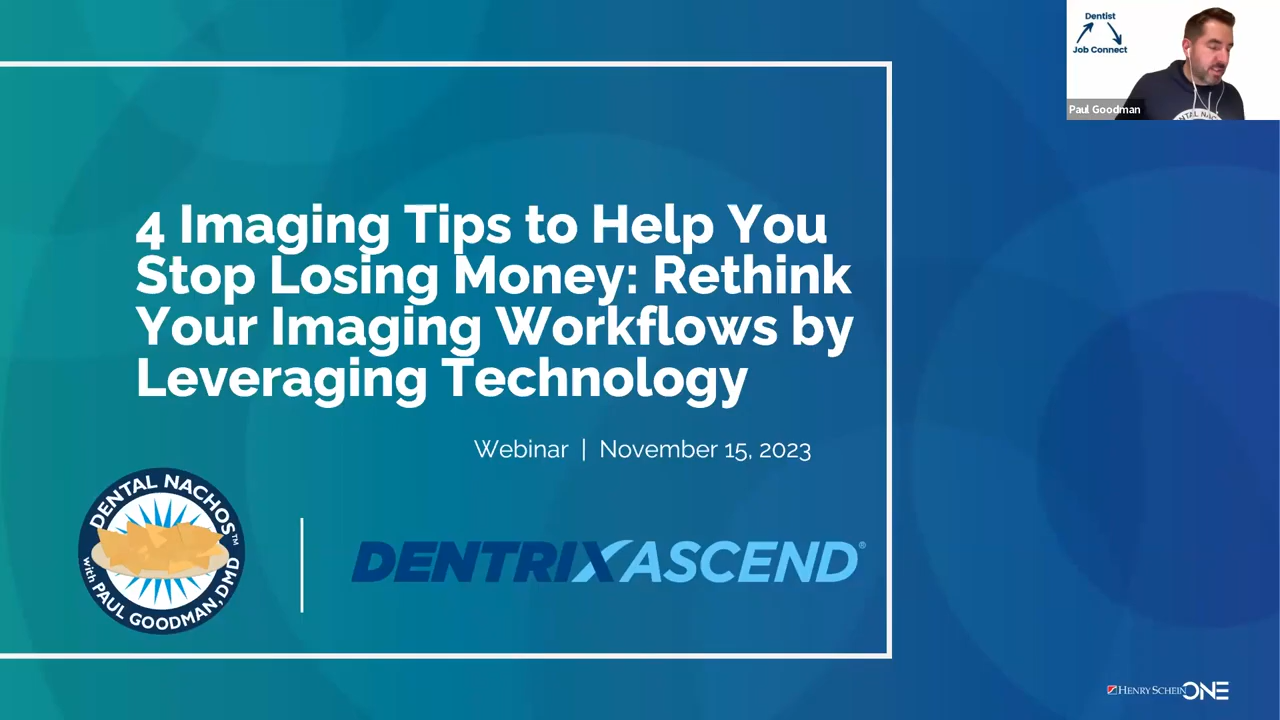 Dentist
Job Connect
Paul Goodman
4 Imaging Tips to Help You
Stop Losing Money: Rethink
Your Imaging Workflows by
Leveraging Technology
Webinar | November 15, 2023
DENTAL NACHOS™
with PAUL GOODMAN, DMD
DENTRIX ASCEND®
HENRY SCHEIN ONE